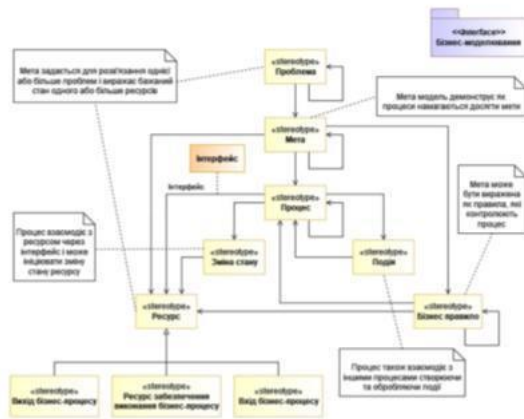 <<Interface>>
Бізнес-моделювання
Мета задається для розв'язання однієї
або більше проблем і виражає бажаний
стан одного або більше ресурсів
«stereotype»
Проблема
Мета модель демонструє як
процеси намагаються досягти мети
«stereotype»
Мета
Інтерфейс
Інтерфейс
«stereotype»
Процес
Мета може
бути виражена
як правила, які
контролюють
процес
Процес взаємодіє з
ресурсом через
інтерфейс і може
ініціювати зміну
стану ресурсу
«stereotype»
Зміна стану
«stereotype»
Подія
«stereotype»
Ресурс
«stereotype»
Бізнес правило
Процес також взаємодіє з
іншими процесами створюючи
та обробляючи події
«stereotype»
Вихід бізнес-процесу
«stereotype»
Ресурс забезпечення
виконання бізнес-процесу
«stereotype»
Вхід бізнес-процесу